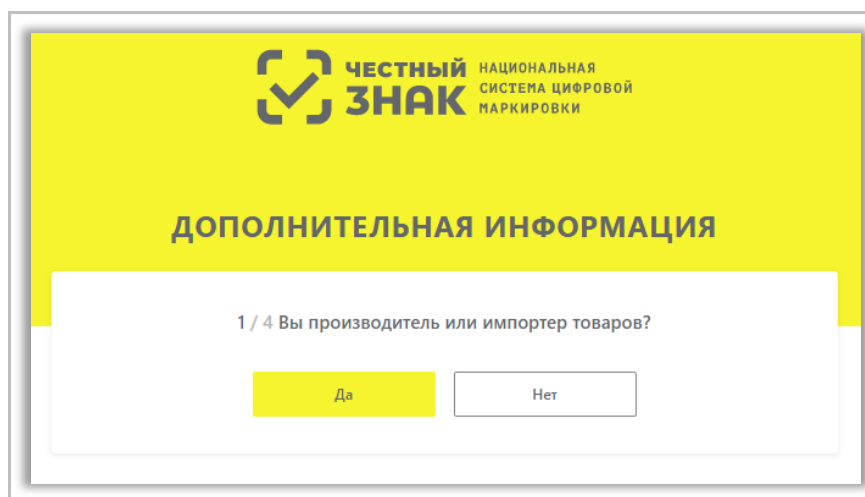 ЧЕСТНЫЙ
ЗНАК
НАЦИОНАЛЬНАЯ
СИСТЕМА ЦИФРОВОЙ
МАРКИРОВКИ
ДОПОЛНИТЕЛЬНАЯ ИНФОРМАЦИЯ
1 / 4 Вы производитель или импортер товаров?
Да
Нет